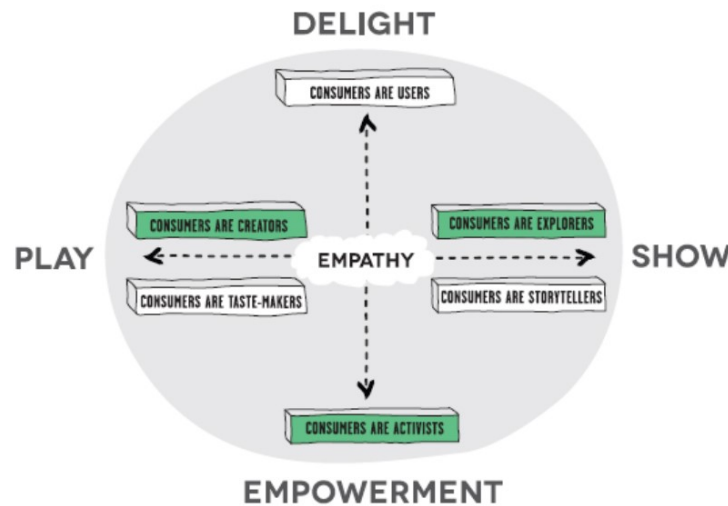 DELIGHT
CONSUMERS ARE USERS
CONSUMERS ARE CREATORS
CONSUMERS ARE EXPLORERS
PLAY
EMPATHY
SHOW
CONSUMERS ARE TASTE-MAKERS
CONSUMERS ARE STORYTELLERS
CONSUMERS ARE ACTIVISTS
EMPOWERMENT